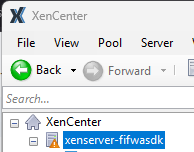 XenCenter
File View Pool Server
Back Forward
Search...
XenCenter
xenserver-fifwasdk